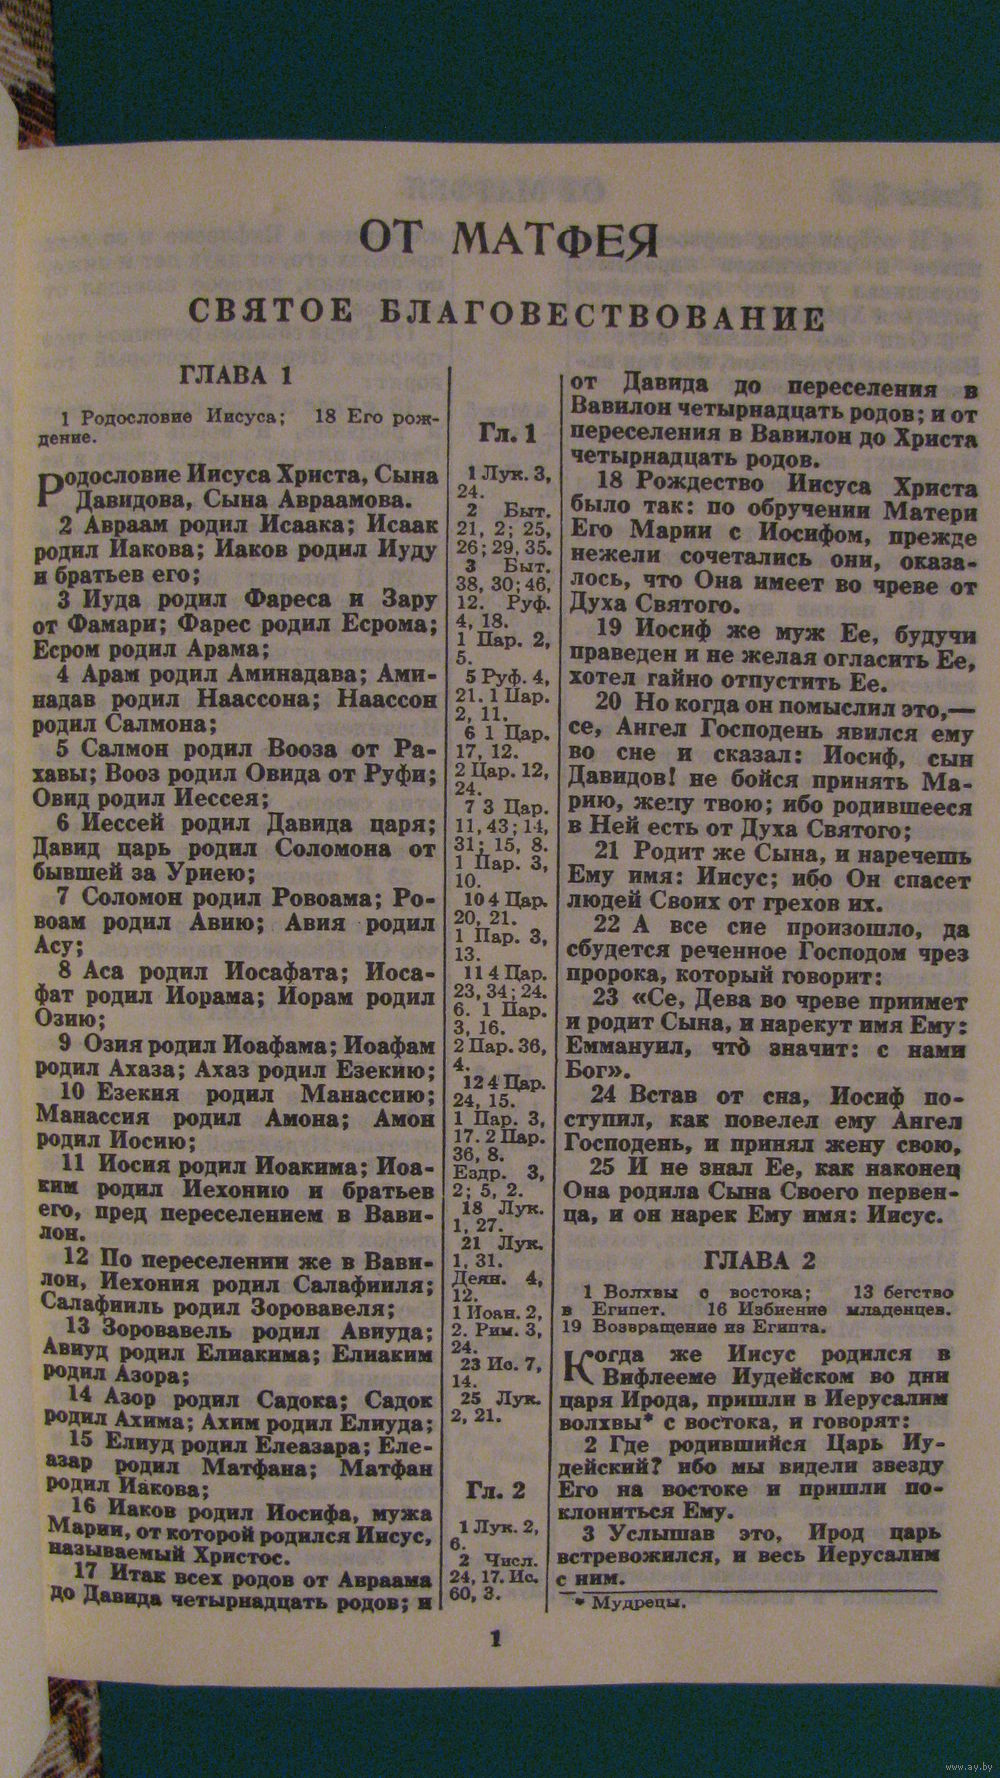 ОТ МАТФЕЯ
СВЯТОЕ БЛАГОВЕСТВОВАНИЕ
ГЛАВА 1
1 Родословие Иисуса; 18 Его рож-
дение.
Родословие Иисуса Христа, Сына
Давидова, Сына Авраамова.
2 Авраам родил Исаака; Исаак
родил Иакова; Иаков родил Иуду
и братьев его;
3 Иуда родил Фареса и Зару
от Фамари; Фарес родил Есрома;
Есром родил Арама;
4 Арам родил Аминадава; Ами-
надав родил Наассона; Наассон
родил Салмона;
5 Салмон родил Вооза от Ра-
хавы; Вооз родил Овида от Руфи;
Овид родил Иессея;
6 Иессей родил Давида царя;
Давид царь родил Соломона от
бывшей за Уриею;
7 Соломон родил Ровоама; Ро-
воам родил Авию; Авия родил
Асу;
8 Аса родил Иосафата; Иоса-
фат родил Иорама; Иорам родил
Озию;
9 Озия родил Иоафама; Иоафам
родил Ахаза; Ахаз родил Езекию;
10 Езекия родил Манассию;
Манассия родил Амона; Амон
родил Иосию;
11 Иосия родил Иоакима; Иоа-
ким родил Иехонию и братьев
его, пред переселением в Вави-
лон.
12 По переселении же в Вави-
лон, Иехония родил Салафииля;
Салафииль родил Зоровавеля;
13 Зоровавель родил Авиуда;
Авиуд родил Елиакима; Елиаким
родил Азора;
14 Азор родил Садока; Садок
родил Ахима; Ахим родил Елиуда;
15 Елиуд родил Елеазара; Еле-
азар родил Матфана; Матфан
родил Иакова;
16 Иаков родил Иосифа, мужа
Марии, от которой родился Иисус,
называемый Христос.
17 Итак всех родов от Авраама
до Давида четырнадцать родов; и
Гл. 1
1 Лук. 3,
24.
2 Быт.
21, 2; 25,
26; 29, 35.
3 Быт.
38, 30; 46,
12. Руф.
4, 18.
1 Пар. 2,
5.
5 Руф. 4,
21. 1 Пар.
2, 11.
6 1 Цар.
17, 12.
2 Цар. 12,
24.
7 3 Цар.
11, 43; 14,
31; 15, 8.
1 Пар. 3,
10.
10 4 Цар.
20, 21.
1 Пар. 3,
13.
11 4 Цар.
23, 34; 24.
6. 1 Пар.
3, 16.
2 Пар. 36,
4.
12 4 Цар.
24, 15.
1 Пар. 3,
17. 2 Пар.
36, 8.
Ездр. 3,
2; 5, 2.
18 Лук.
1, 27.
21 Лук.
1, 31.
Деян. 4,
12.
1 Иоан. 2,
2. Рим. 3,
24.
23 Ис. 7,
14.
25 Лук.
2, 21.
Гл. 2
1 Лук. 2,
6.
2 Числ.
24, 17. Ис.
60, 3.
от Давида до переселения в
Вавилон четырнадцать родов; и от
переселения в Вавилон до Христа
четырнадцать родов.
18 Рождество Иисуса Христа
было так: по обручении Матери
Его Марии с Иосифом, прежде
нежели сочетались они, оказа-
лось, что Она имеет во чреве от
Духа Святого.
19 Иосиф же муж Ее, будучи
праведен и не желая огласить Ее,
хотел тайно отпустить Ее.
20 Но когда он помыслил это,—
се, Ангел Господень явился ему
во сне и сказал: Иосиф, сын
Давидов! не бойся принять Ма-
рию, жену твою; ибо родившееся
в Ней есть от Духа Святого;
21 Родит же Сына, и наречешь
Ему имя: Иисус; ибо Он спасет
людей Своих от грехов их.
22 А все сие произошло, да
сбудется реченное Господом чрез
пророка, который говорит:
23 «Се, Дева во чреве приимет
и родит Сына, и нарекут имя Ему:
Еммануил, что́ значит: с нами
Бог».
24 Встав от сна, Иосиф по-
ступил, как повелел ему Ангел
Господень, и принял жену свою,
25 И не знал Ее, как наконец
Она родила Сына Своего первен-
ца, и он нарек Ему имя: Иисус.
ГЛАВА 2
1 Волхвы с востока; 13 бегство
в Египет. 16 Избиение младенцев.
19 Возвращение из Египта.
Когда же Иисус родился в
Вифлееме Иудейском во дни
царя Ирода, пришли в Иерусалим
волхвы* с востока, и говорят:
2 Где родившийся Царь Иу-
дейский? ибо мы видели звезду
Его на востоке и пришли по-
клониться Ему.
3 Услышав это, Ирод царь
встревожился, и весь Иерусалим
с ним.
* Мудрецы.
1
www.ay.by